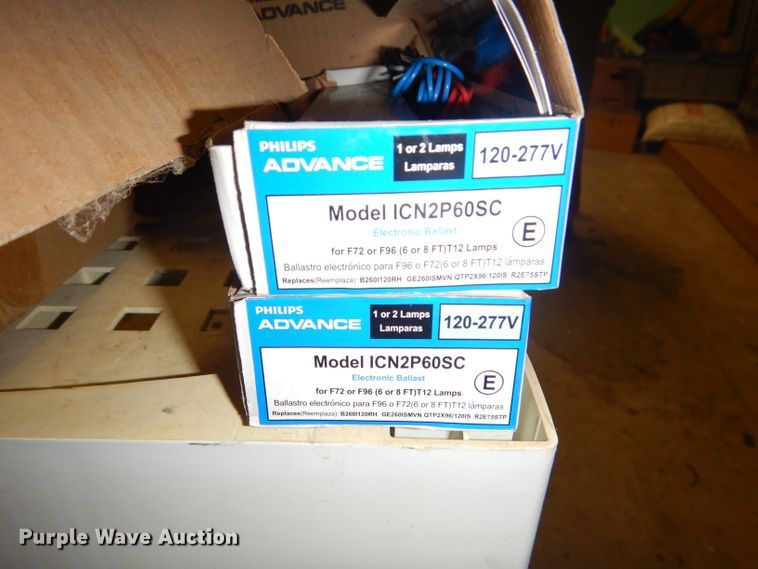 ADVANCE
PHILIPS
ADVANCE
1 or 2 Lamps
Lamparas
120-277V
Model ICN2P60SC
Electronic Ballast
E
for F72 or F96 (6 or 8 FT)T12 Lamps
Ballastro electrónico para F96 o F72(6 or 8 FT)T12 lámparas
Replaces(Reemplaza): B260I120RH GE260ISMVN QTP2X96/120IS R2E75STP
PHILIPS
ADVANCE
1 or 2 Lamps
Lamparas
120-277V
Model ICN2P60SC
Electronic Ballast
E
for F72 or F96 (6 or 8 FT)T12 Lamps
Ballastro electrónico para F96 o F72(6 or 8 FT)T12 lámparas
Replaces(Reemplaza): B260I120RH GE260ISMVN QTP2X96/120IS R2E75STP
Purple Wave Auction